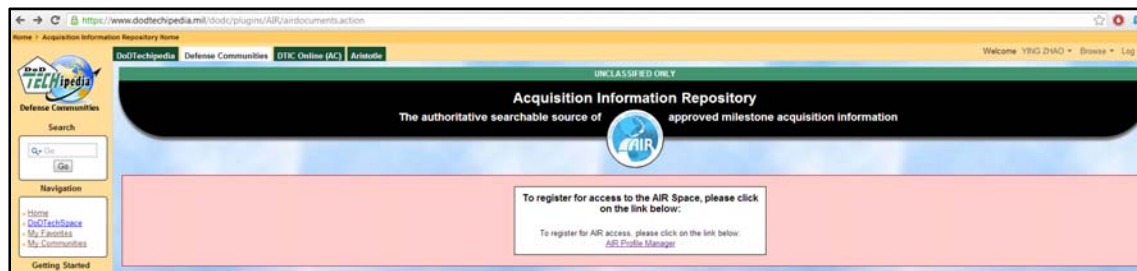 https://www.dodtechipedia.mil/dodc/plugins/AIR/airdocuments.action
Home > Acquisition Information Repository Home
DoDTechipedia Defense Communities DTIC Online (AC) Aristotle
Welcome YING ZHAO Browse Log
DoD
TECHipedia
Defense Communities
UNCLASSIFIED ONLY
Acquisition Information Repository
The authoritative searchable source of approved milestone acquisition information
AIR
Search
Go
Go
Navigation
Home
DoDTechSpace
My Favorites
My Communities
Getting Started
To register for access to the AIR Space, please click
on the link below:
To register for AIR access, please click on the link below:
AIR Profile Manager